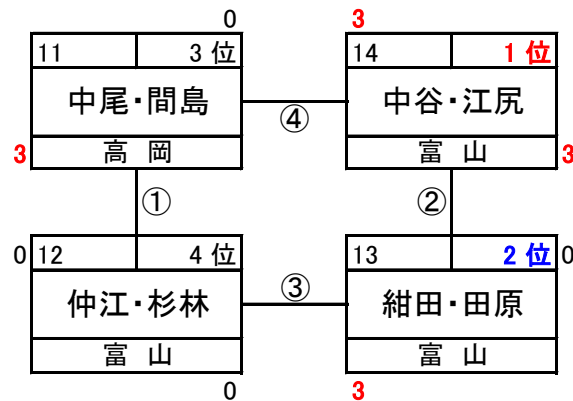 0 3
11 3位 14 1位
中尾・間島 中谷・江尻
④
3 高岡 富山 3
① ②
0 12 4位 13 2位 0
仲江・杉林 紺田・田原
③
富山 富山
0 3